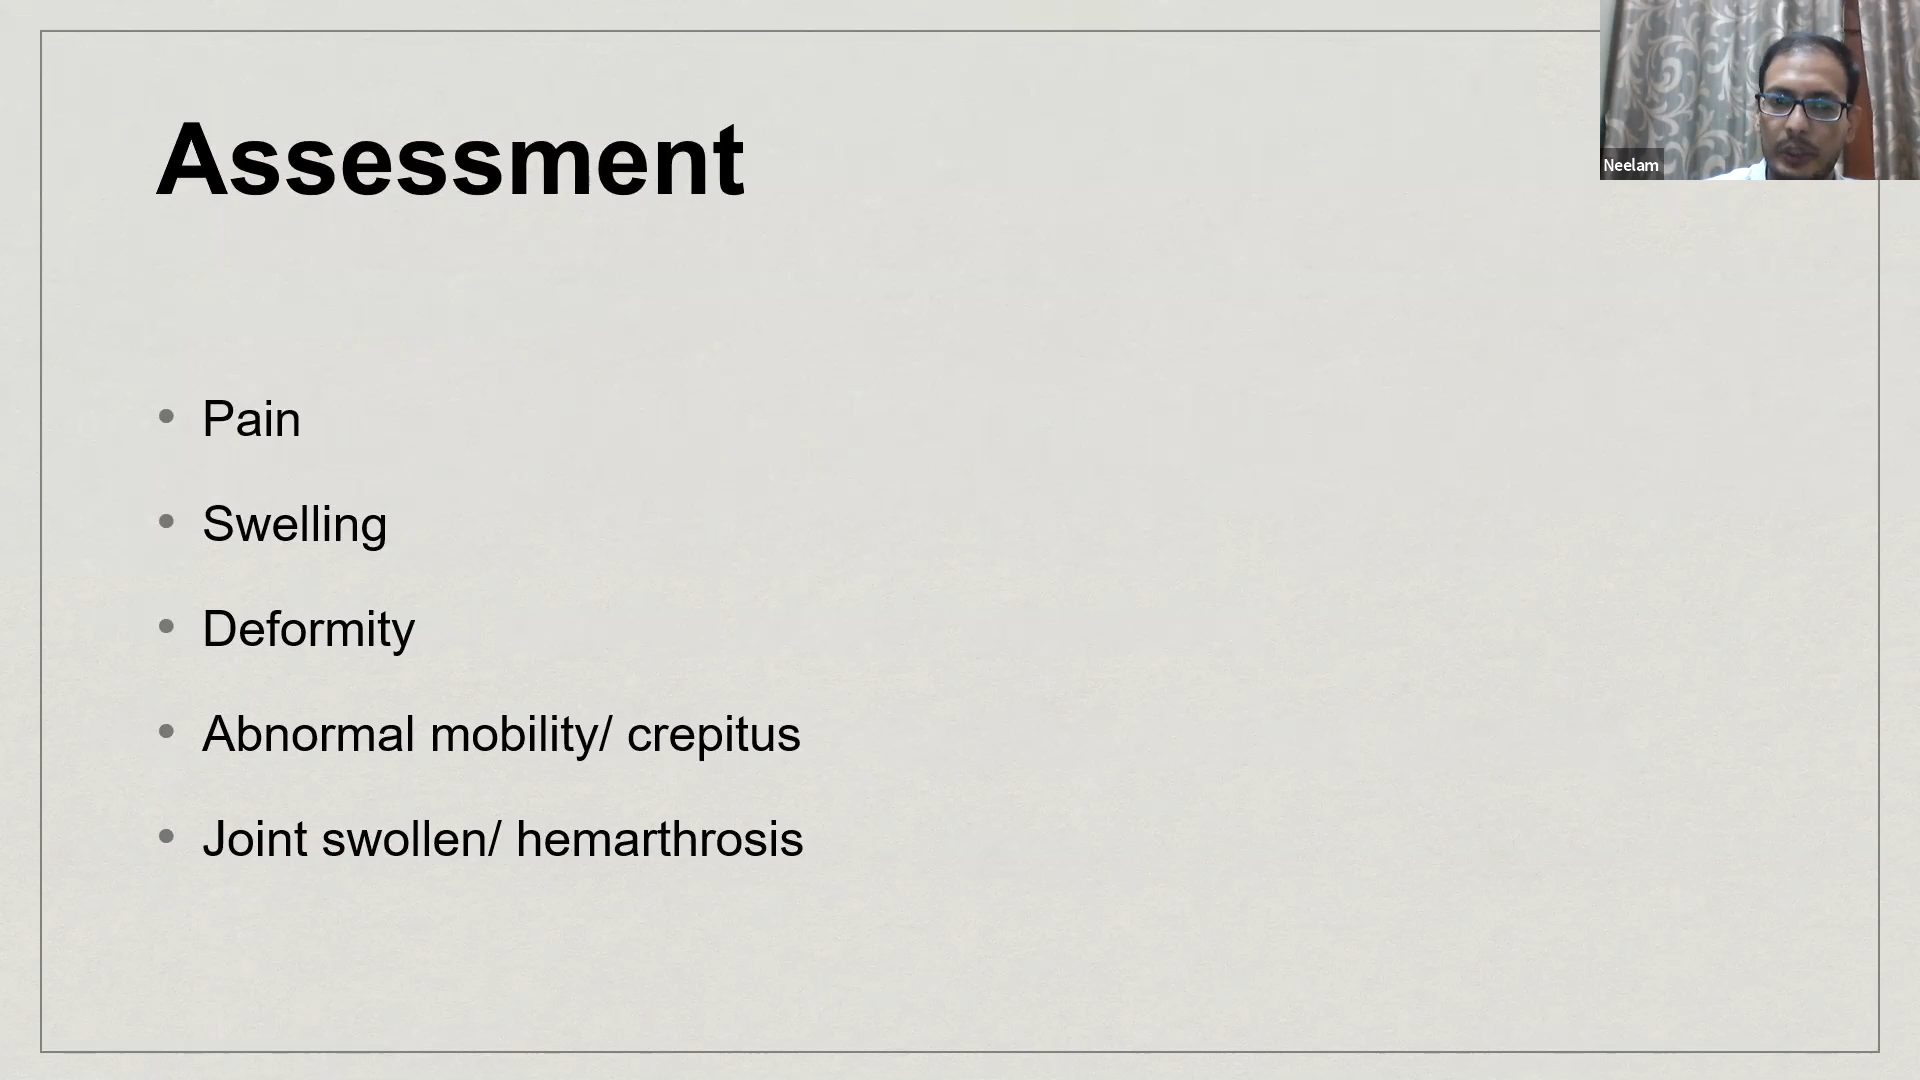 Assessment
Neelam
• Pain
• Swelling
• Deformity
• Abnormal mobility/ crepitus
• Joint swollen/ hemarthrosis